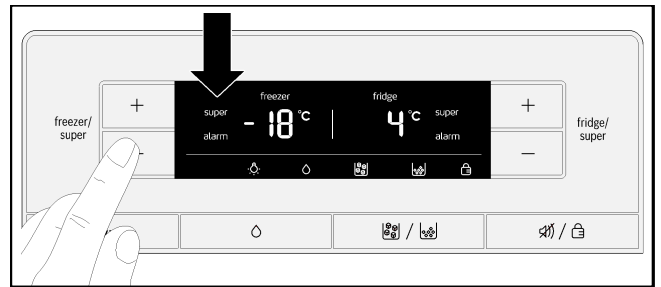 freezer fridge
super -18 °C 4 °C super
alarm alarm
freezer/
super
+ + 
−
fridge/
super
/
/